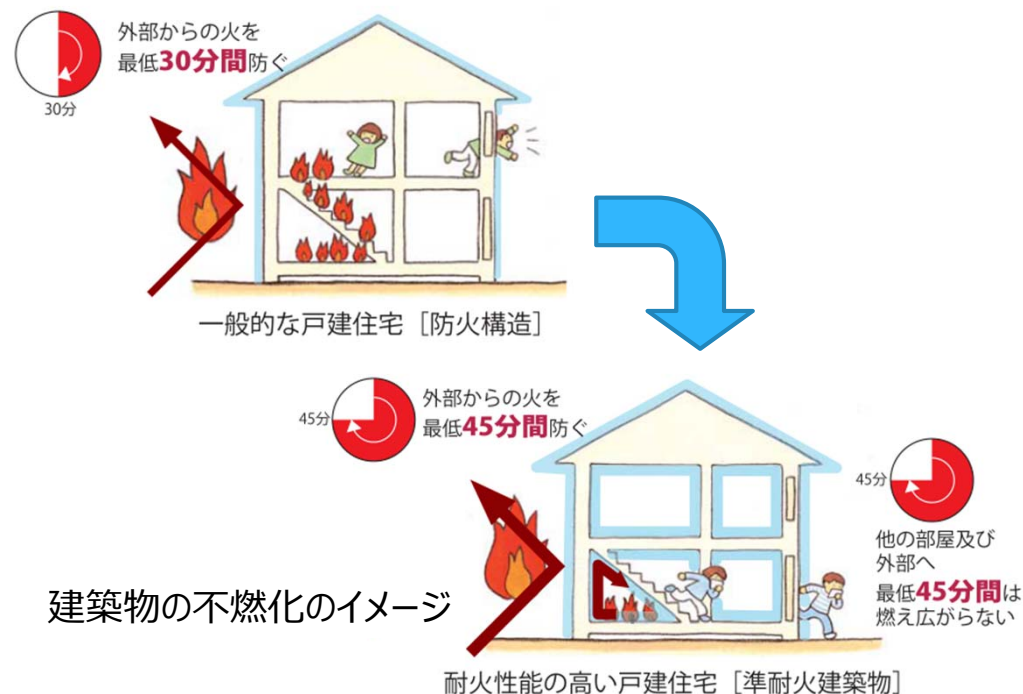 外部からの火を
最低30分間防ぐ
30分
一般的な戸建住宅［防火構造］
外部からの火を
最低45分間防ぐ
45分
45分
他の部屋及び
外部へ
最低45分間は
燃え広がらない
建築物の不燃化のイメージ
耐火性能の高い戸建住宅［準耐火建築物］